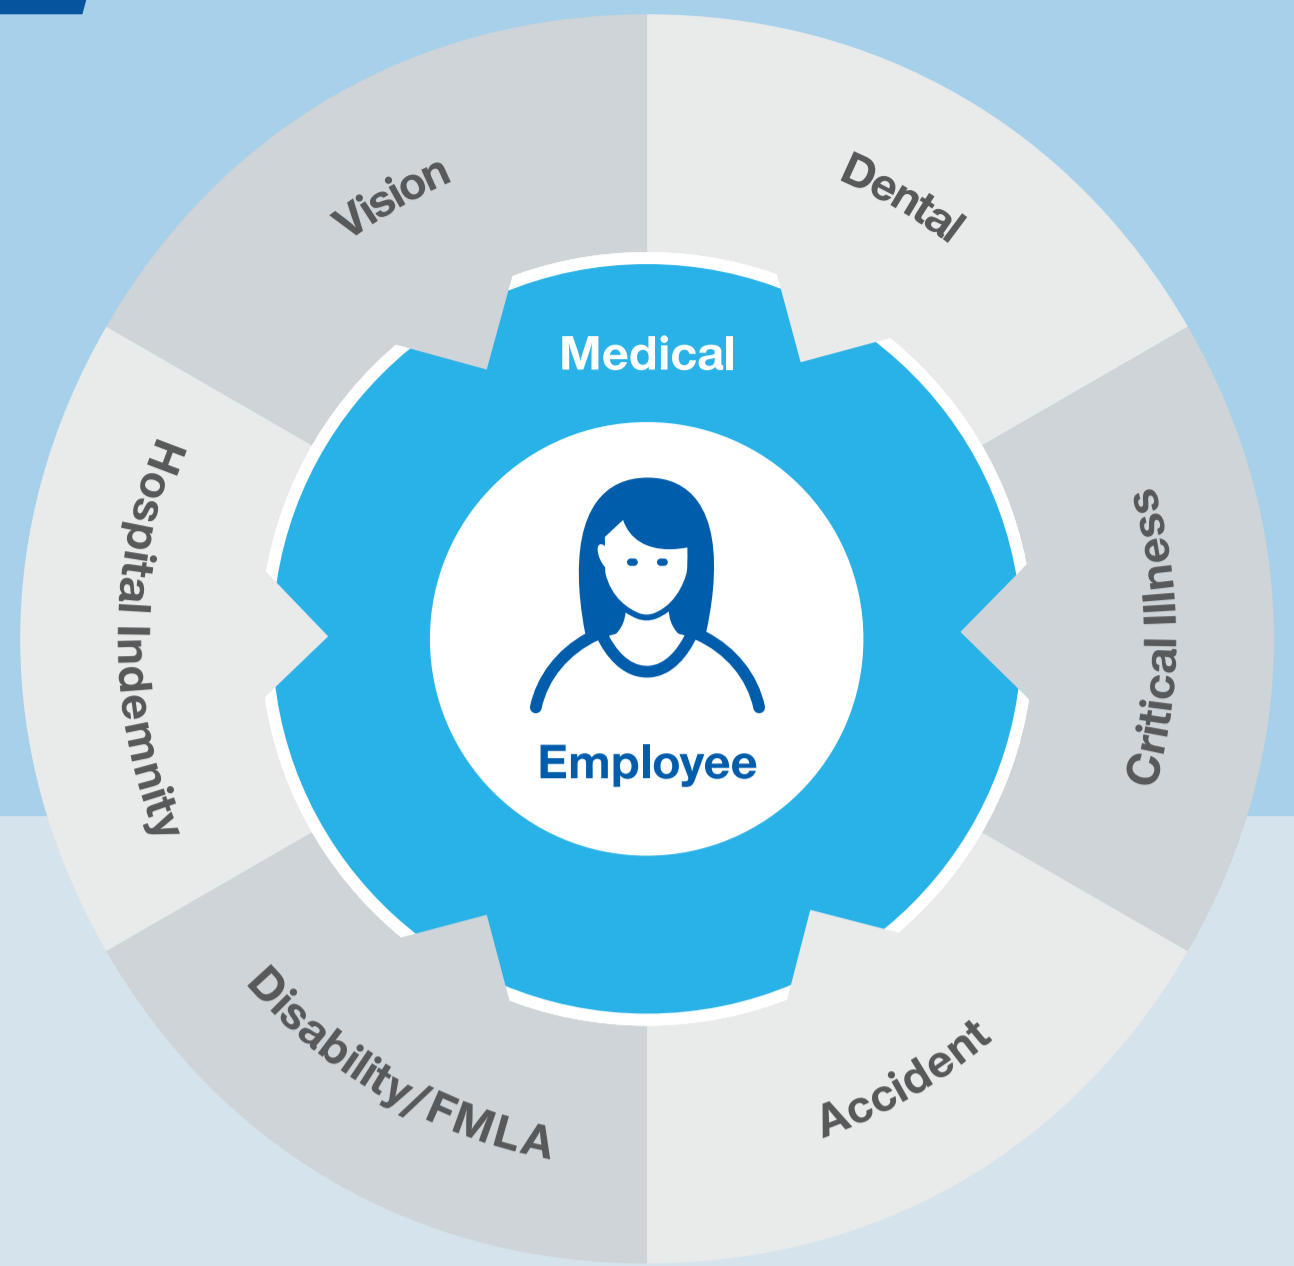 Vision
Dental
Medical
Hospital Indemnity
Critical Illness
Employee
Disability/FMLA
Accident